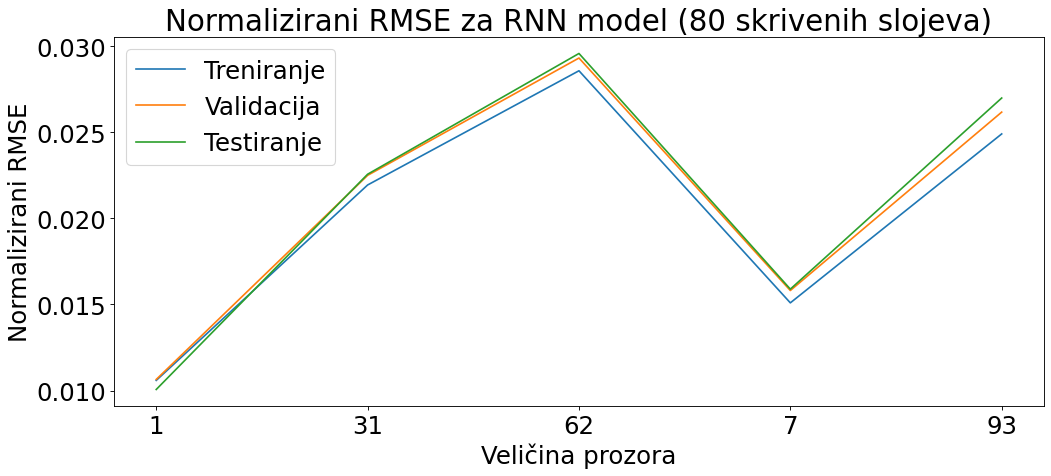 Normalizirani RMSE za RNN model (80 skrivenih slojeva)
Treniranje
Validacija
Testiranje
Normalizirani RMSE
0.030
0.025
0.020
0.015
0.010
1 31 62 7 93
Veličina prozora